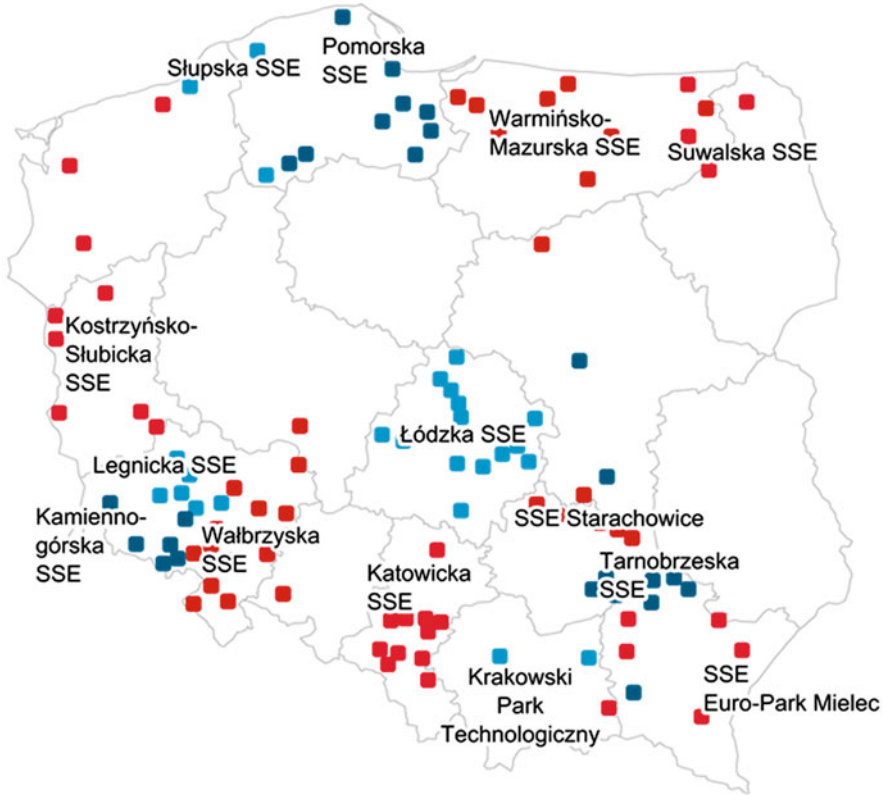 Pomorska
SSE
Słupska SSE
Warmińsko-
Mazurska SSE
Suwalska SSE
Kostrzyńsko-
Słubicka
SSE
Łódzka SSE
Legnicka SSE
Kamienno-
górska
SSE
Wałbrzyska
SSE
SSE Starachowice
Katowicka
SSE
Tarnobrzeska
SSE
Krakowski
Park
Technologiczny
SSE
Euro-Park Mielec